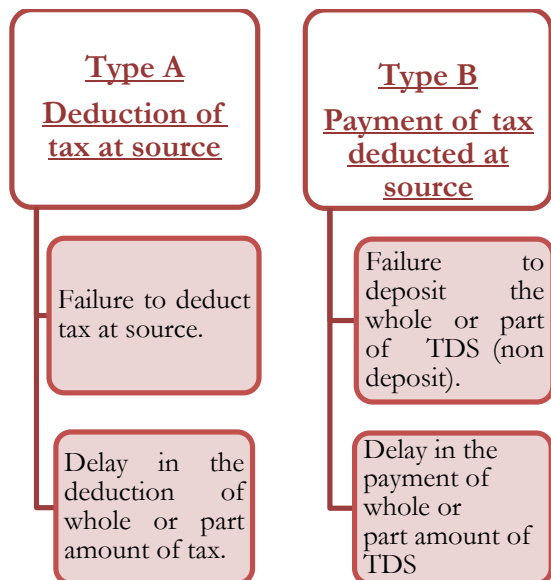 Type A
Deduction of
tax at source
Failure to deduct
tax at source.
Delay in the
deduction of
whole or part
amount of tax.
Type B
Payment of tax
deducted at
source
Failure to
deposit the
whole or part
of TDS (non
deposit).
Delay in the
payment of
whole or
part amount of
TDS